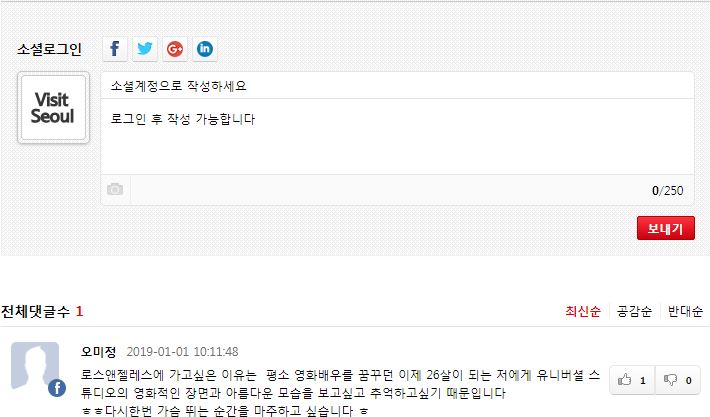 소셜로그인
Visit
Seoul
소셜계정으로 작성하세요
로그인 후 작성 가능합니다
0/250
보내기
전체댓글수 1
최신순 공감순 반대순
오미정 2019-01-01 10:11:48
로스앤젤레스에 가고싶은 이유는 평소 영화배우를 꿈꾸던 이제 26살이 되는 저에게 유니버셜 스
튜디오의 영화적인 장면과 아름다운 모습을 보고싶고 추억하고싶기 때문입니다
ㅎㅎ다시한번 가슴 뛰는 순간을 마주하고 싶습니다 ㅎ
1 0